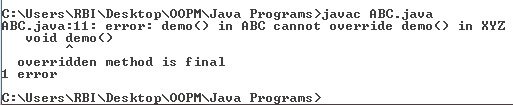 C:\Users\RBI\Desktop\OOPM\Java Programs>javac ABC.java
ABC.java:11: error: demo() in ABC cannot override demo() in XYZ
void demo()
^
overridden method is final
1 error
C:\Users\RBI\Desktop\OOPM\Java Programs>